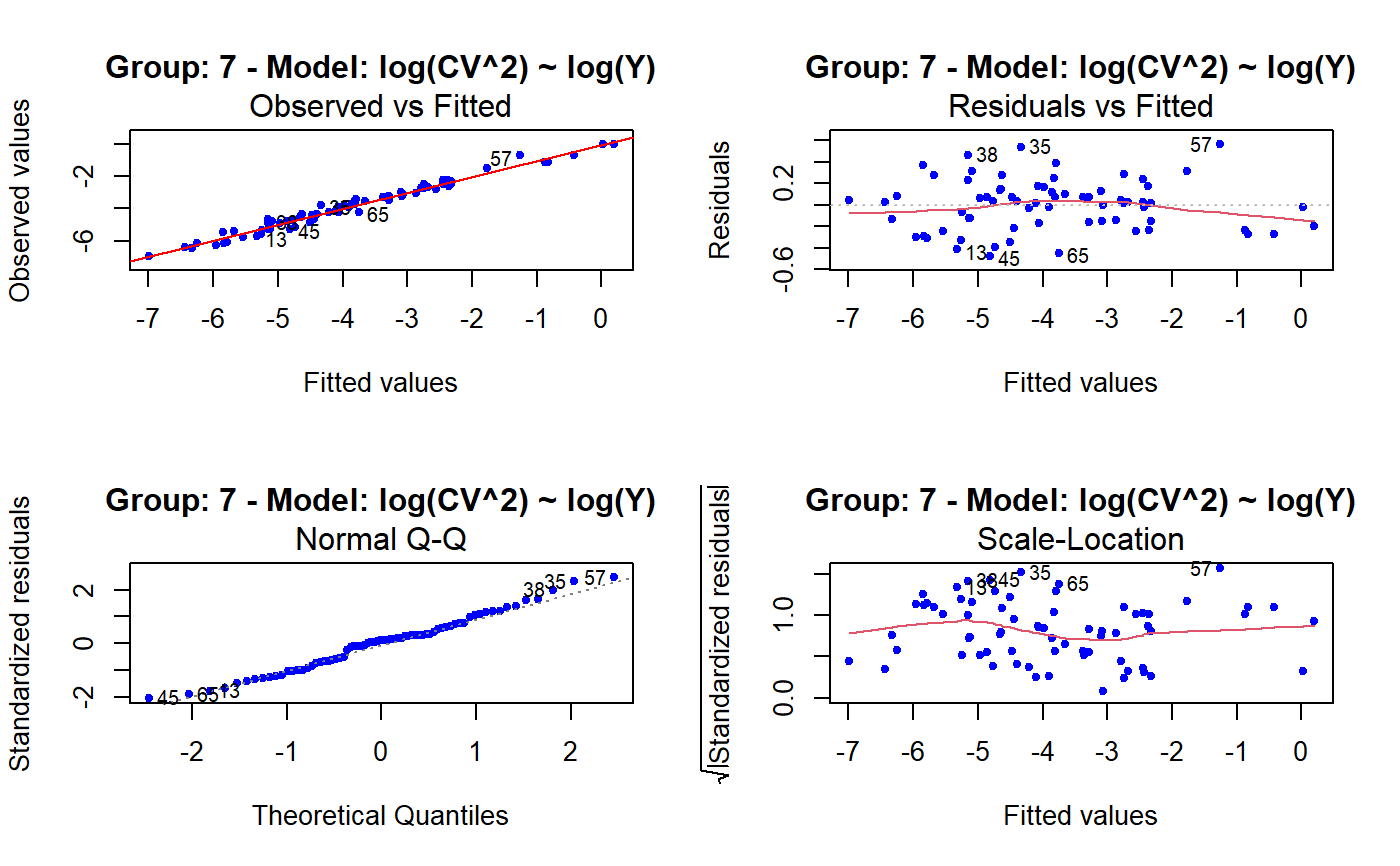 Group: 7 - Model: log(CV^2) ~ log(Y)
Observed vs Fitted
Observed values
-2
-6
57
65
45
13
-7 -6 -5 -4 -3 -2 -1 0
Fitted values
Group: 7 - Model: log(CV^2) ~ log(Y)
Residuals vs Fitted
Residuals
0.2
-0.6
38
35
57
13
45
65
-7 -6 -5 -4 -3 -2 -1 0
Fitted values
Group: 7 - Model: log(CV^2) ~ log(Y)
Normal Q-Q
Standardized residuals
2
0
-2
45
65
13
38
35
57
-2 -1 0 1 2
Theoretical Quantiles
Group: 7 - Model: log(CV^2) ~ log(Y)
Scale-Location
√|Standardized residuals|
1.0
0.0
38
13
45
35
65
57
-7 -6 -5 -4 -3 -2 -1 0
Fitted values